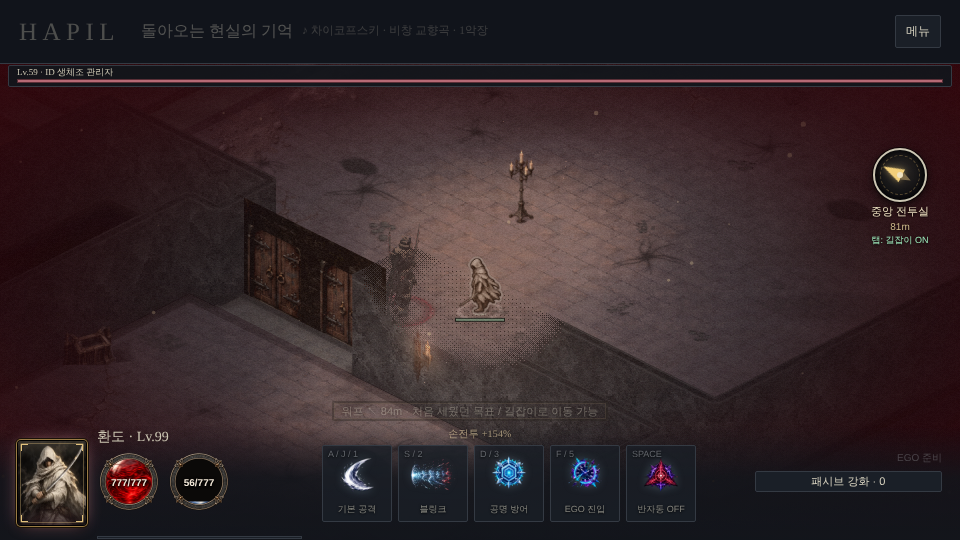 HAPIL 돌아오는 현실의 기억 ♪ 차이코프스키 · 비창 교향곡 · 1악장
메뉴
Lv.59 · ID 생체조 관리자
중앙 전투실
81m
탭: 길잡이 ON
워프 84m · 처음 세웠던 목표 / 길잡이로 이동 가능
손전투 +154%
환도 · Lv.99
777/777
56/777
A / J / 1
기본 공격
S / 2
블링크
D / 3
공명 방어
F / 5
EGO 진입
SPACE
반자동 OFF
EGO 준비
패시브 강화 · 0